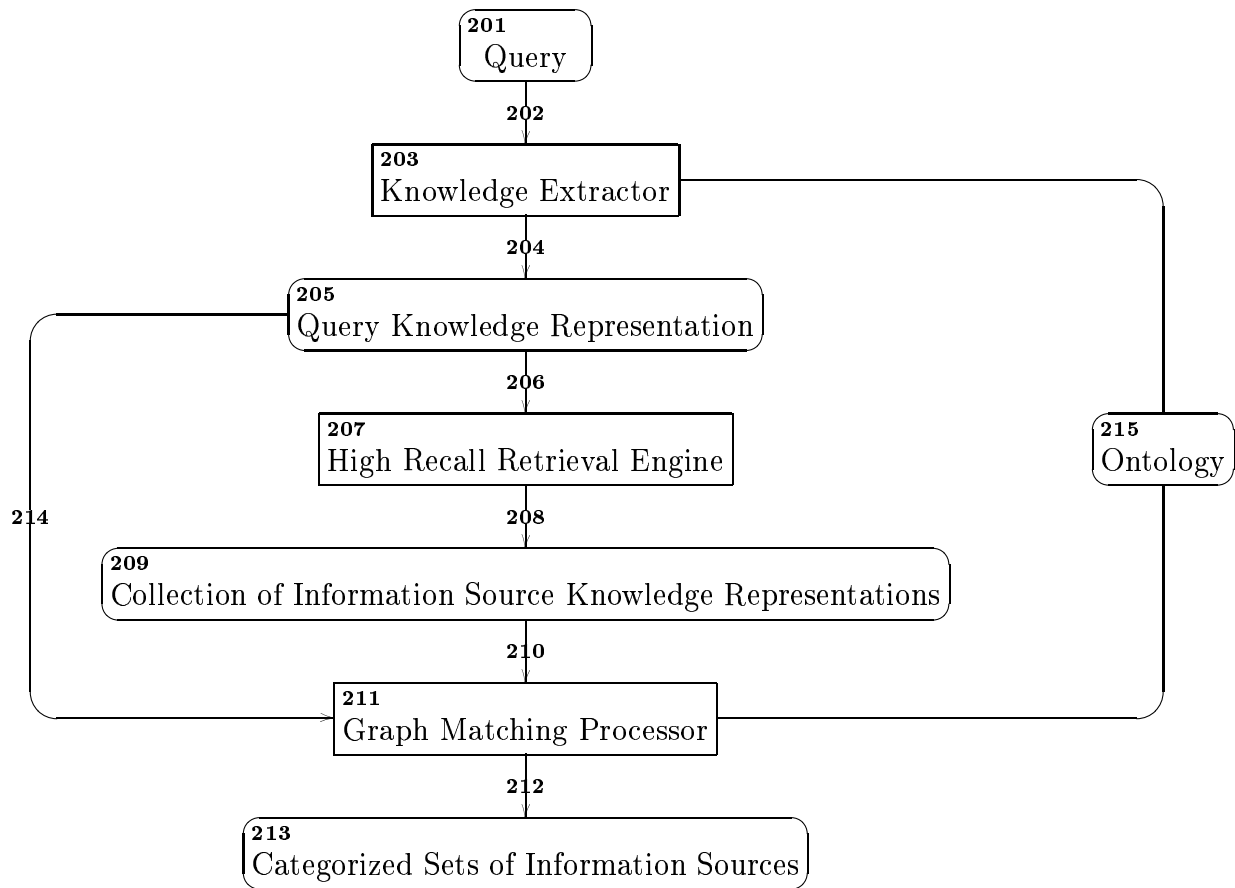 201
Query
202
203
Knowledge Extractor
204
205
Query Knowledge Representation
206
207
High Recall Retrieval Engine
215
Ontology
214
208
209
Collection of Information Source Knowledge Representations
210
211
Graph Matching Processor
212
213
Categorized Sets of Information Sources